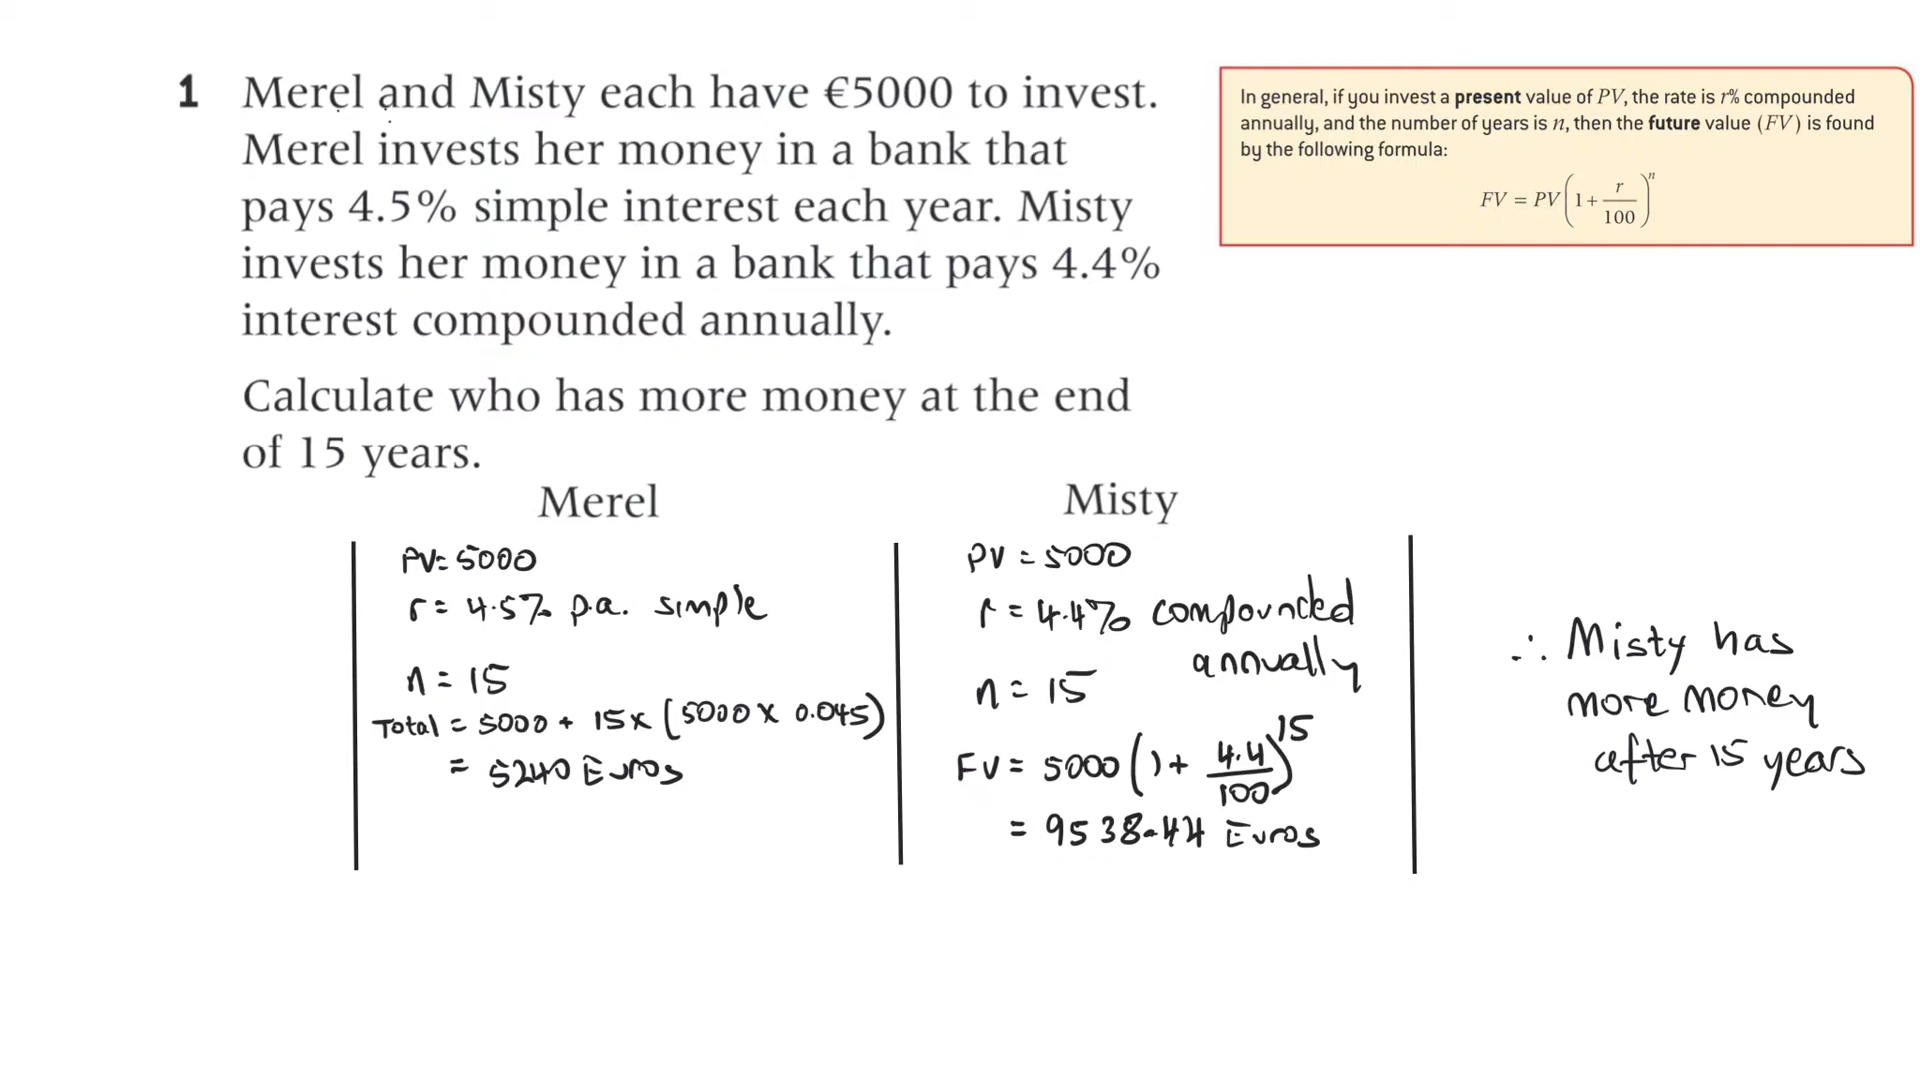 1 Merel and Misty each have €5000 to invest.
Merel invests her money in a bank that
pays 4.5% simple interest each year. Misty
invests her money in a bank that pays 4.4%
interest compounded annually.
Calculate who has more money at the end
of 15 years.
In general, if you invest a present value of PV, the rate is r% compounded
annually, and the number of years is n, then the future value (FV) is found
by the following formula:
FV = PV(1 + r/100)^n
Merel
PV = 5000
r = 4.5% p.a. simple
n = 15
Total = 5000 + 15 x (5000 x 0.045)
= 5240 Euros
Misty
PV = 5000
r = 4.4% compounded
annually
n = 15
FV = 5000 (1 + 4.4/100)^15
= 9538.44 Euros
∴ Misty has
more money
after 15 years